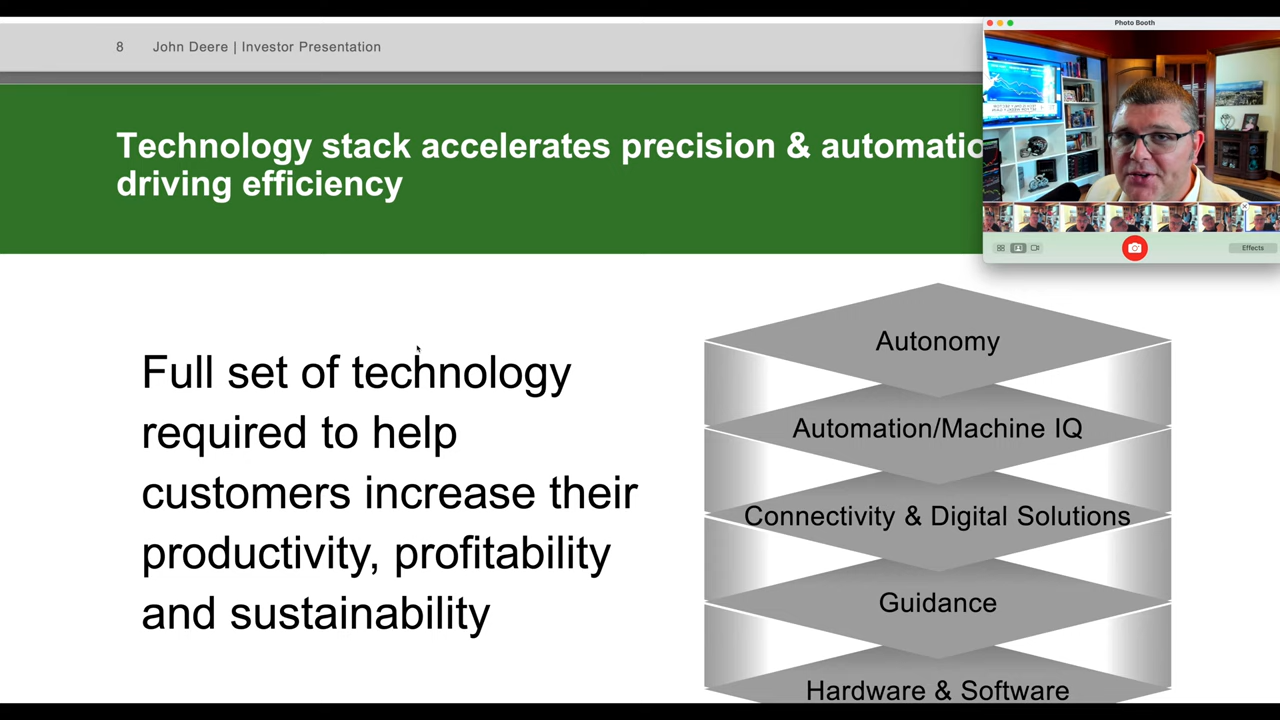 8 John Deere | Investor Presentation
Photo Booth
Technology stack accelerates precision & automatio
driving efficiency
Effects
Full set of technology
required to help
customers increase their
productivity, profitability
and sustainability
Autonomy
Automation/Machine IQ
Connectivity & Digital Solutions
Guidance
Hardware & Software